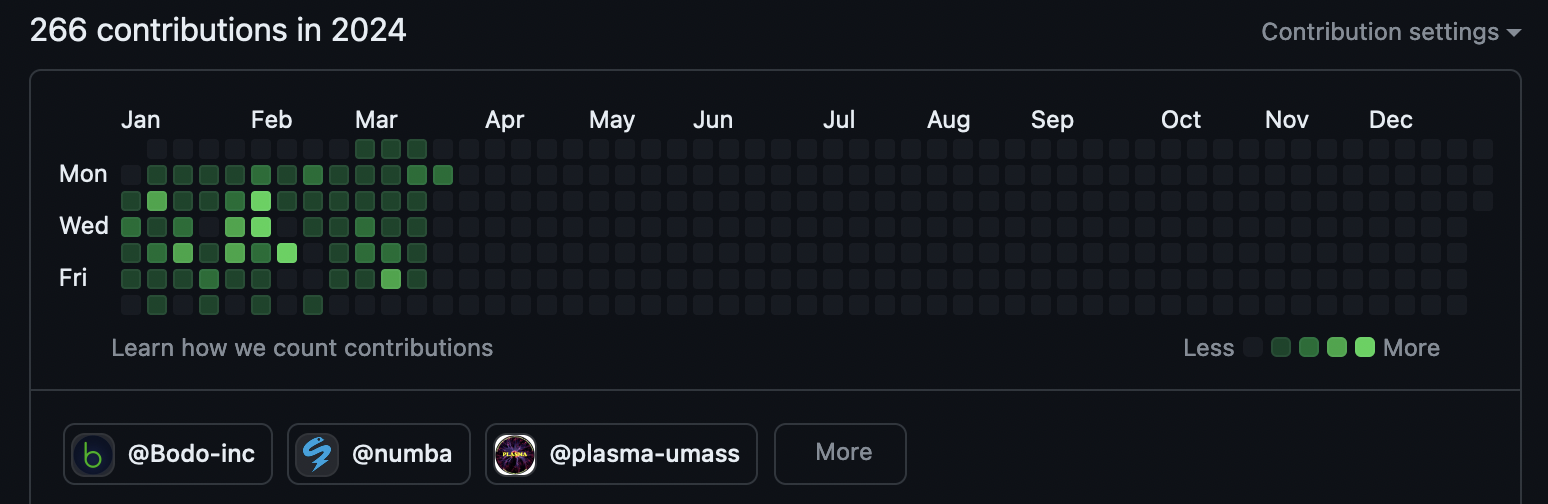 266 contributions in 2024
Contribution settings
Jan Feb Mar Apr May Jun Jul Aug Sep Oct Nov Dec
Mon
Wed
Fri
Learn how we count contributions
Less More
b @Bodo-inc @numba PLASMA @plasma-umass More